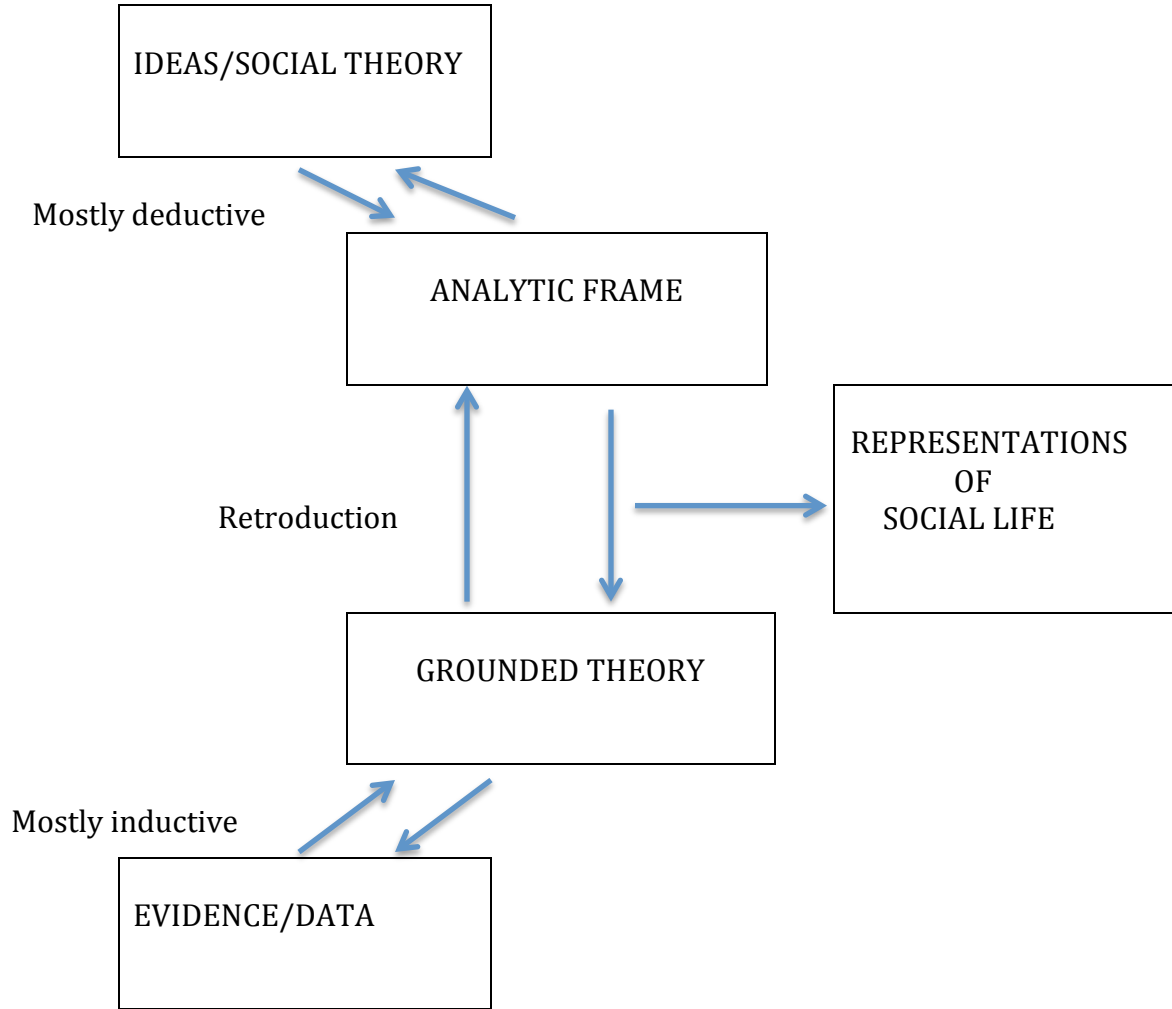 IDEAS/SOCIAL THEORY
Mostly deductive
ANALYTIC FRAME
REPRESENTATIONS
OF
SOCIAL LIFE
Retroduction
GROUNDED THEORY
Mostly inductive
EVIDENCE/DATA